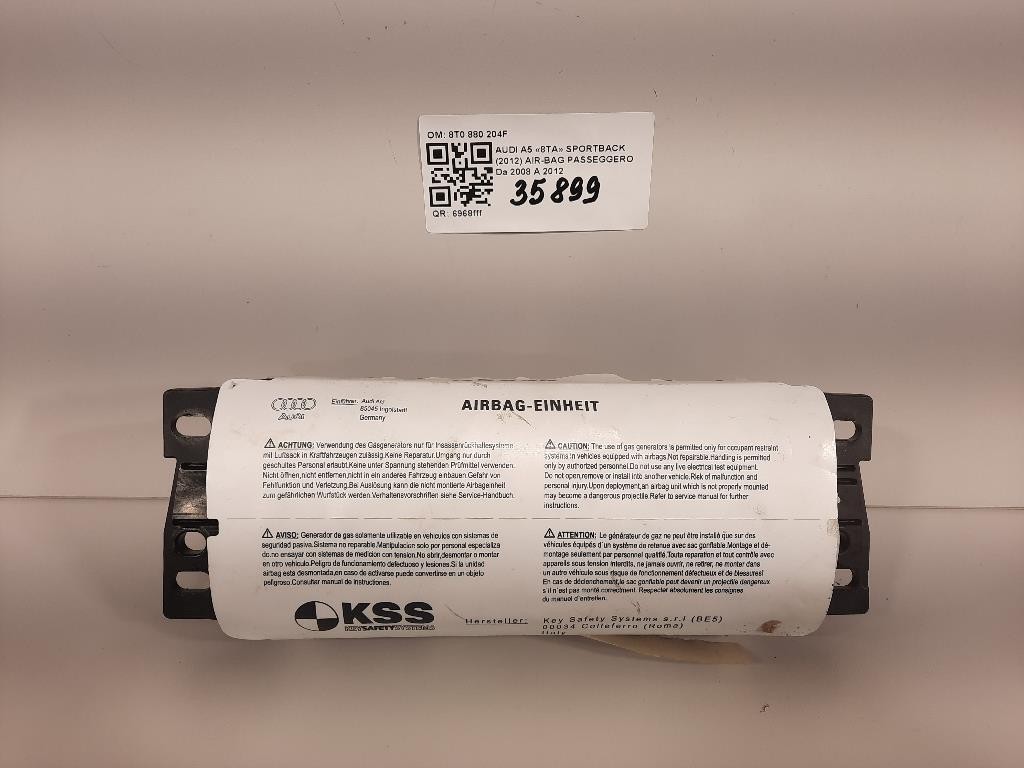 OM: 8T0 880 204F
AUDI A5 «8TA» SPORTBACK
(2012) AIR-BAG PASSEGGERO
Da 2008 A 2012
35899
QR: 6968fff
Audi
Einführer: Audi AG
85045 Ingolstadt
Germany
AIRBAG-EINHEIT
⚠ ACHTUNG: Verwendung des Gasgenerators nur für Insassenrückhaltesysteme
mit Luftsack in Kraftfahrzeugen zulässig.Keine Reparatur.Umgang nur durch
geschultes Personal erlaubt.Keine unter Spannung stehenden Prüfmittel verwenden.
Nicht öffnen,nicht entfernen,nicht in ein anderes Fahrzeug einbauen.Gefahr von
Fehlfunktion und Verletzung.Bei Auslösung kann die nicht montierte Airbageinheit
zum gefährlichen Wurfstück werden.Verhaltensvorschriften siehe Service-Handbuch.
⚠ CAUTION: The use of gas generators is permitted only for occupant restraint
systems in vehicles equipped with airbags.Not repairable.Handling is permitted
only by authorized personnel.Do not use any live electrical test equipment.
Do not open,remove or install into another vehicle.Risk of malfunction and
personal injury.Upon deployment,an airbag unit which is not properly mounted
may become a dangerous projectile.Refer to service manual for further
instructions.
⚠ AVISO: Generador de gas solamente utilizable en vehiculos con sistemas de
seguridad pasiva.Sistema no reparable.Manipulacion solo por personal especializa
do.no ensayar con sistemas de medicion con tension.No abrir,desmontar o montar
en otro vehiculo.Peligro de funcionamiento defectuoso y lesiones.Si la unidad
airbag está desmontada,en caso de activarse puede convertirse en un objeto
peligroso.Consulter manual de instrucciones.
⚠ ATTENTION: Le générateur de gaz ne peut être installé que sur des
véhicules équipés d'un système de retenue avec sac gonflable.Montage et dé-
montage seulement par personnel qualifié.Toute reparation et tout contrôle avec
appareils sous tension interdits, ne jamais ouvrir, ne retirer, ne monter dans
un autre véhicule sous risque de fonctionnement défectueux et de blessures!
En cas de déclenchement,le sac gonflable peut devenir un projectile dangereux
s'il n'est pas monté correctment. Respecter absolument les consignes
du manuel d'entretien.
KSS
KEYSAFETYSYSTEMS
Hersteller: Key Safety Systems s.r.l (BE5)
00034 Colleferro (Roma)
Italy